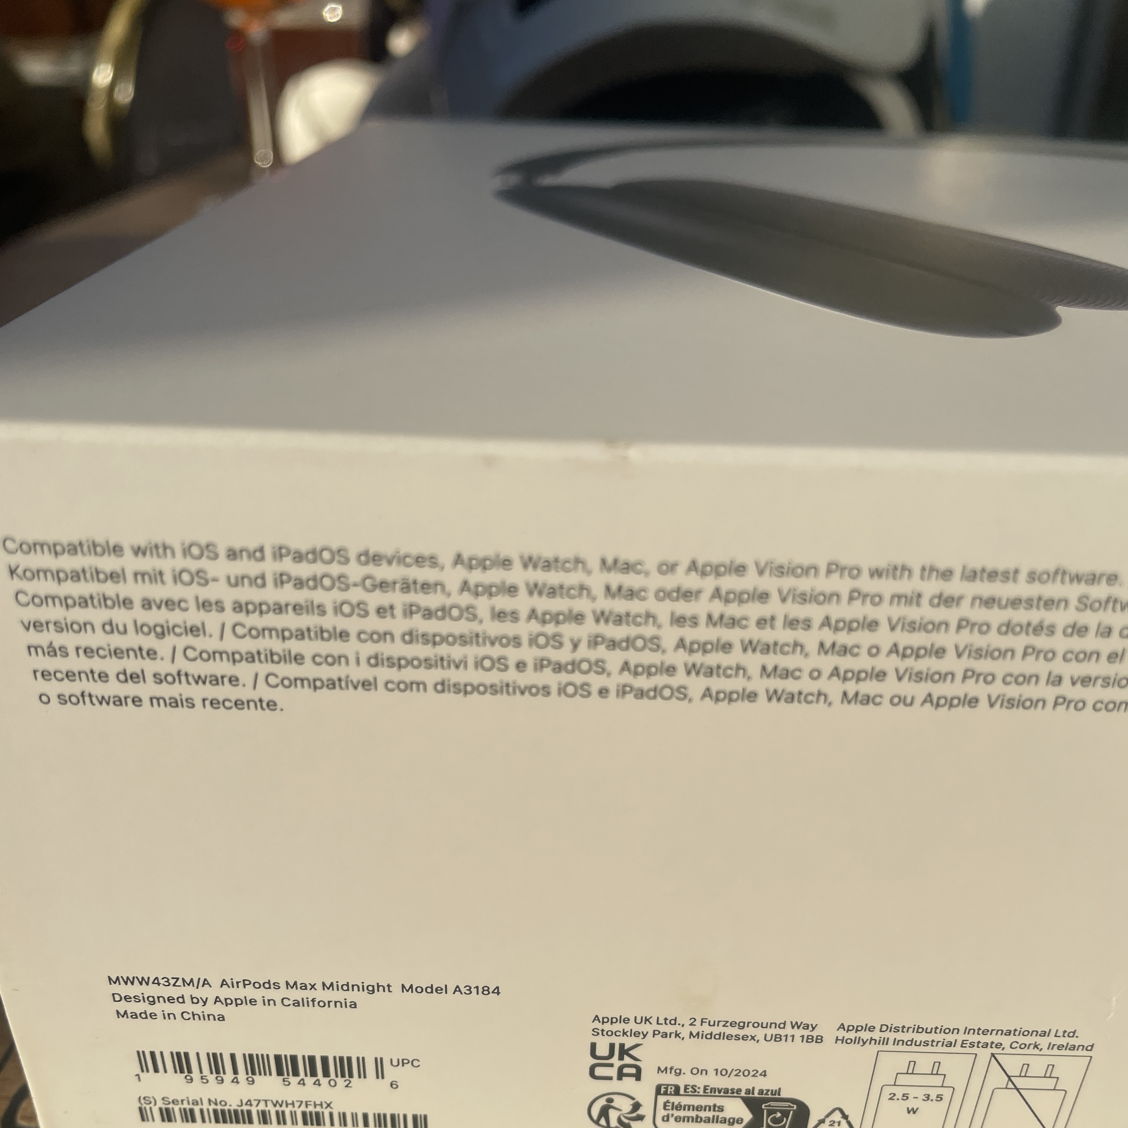 Compatible with iOS and iPadOS devices, Apple Watch, Mac, or Apple Vision Pro with the latest software.
Kompatibel mit iOS- und iPadOS-Geräten, Apple Watch, Mac oder Apple Vision Pro mit der neuesten Softw
Compatible avec les appareils iOS et iPadOS, les Apple Watch, les Mac et les Apple Vision Pro dotés de la d
version du logiciel. / Compatible con dispositivos iOS y iPadOS, Apple Watch, Mac o Apple Vision Pro con el
más reciente. / Compatibile con i dispositivi iOS e iPadOS, Apple Watch, Mac o Apple Vision Pro con la versio
recente del software. / Compatível com dispositivos iOS e iPadOS, Apple Watch, Mac ou Apple Vision Pro com
o software mais recente.
MWW43ZM/A AirPods Max Midnight Model A3184
Designed by Apple in California
Made in China
UPC
1 95949 54402 6
(S) Serial No. J47TWH7FHX
Apple UK Ltd., 2 Furzeground Way
Stockley Park, Middlesex, UB11 1BB
Apple Distribution International Ltd.
Hollyhill Industrial Estate, Cork, Ireland
UK
CA
Mfg. On 10/2024
FR ES: Envase al azul
Éléments
d'emballage
21
2.5 - 3.5
W